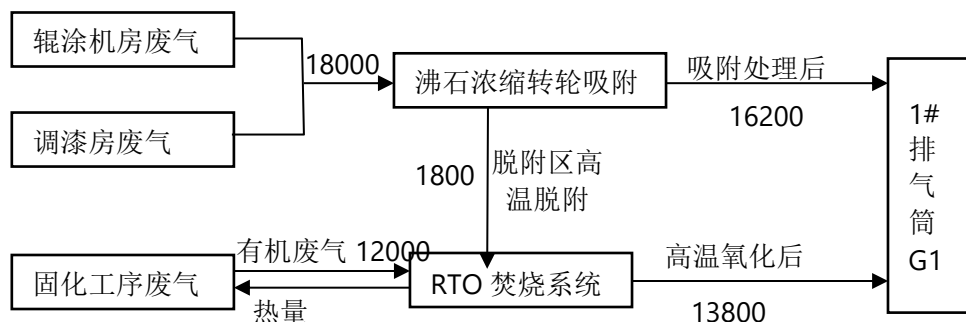 辊涂机房废气
18000
沸石浓缩转轮吸附
吸附处理后
16200
调漆房废气
1800
脱附区高
温脱附
1#
排
气
筒
G1
固化工序废气
有机废气 12000
热量
RTO 焚烧系统
高温氧化后
13800